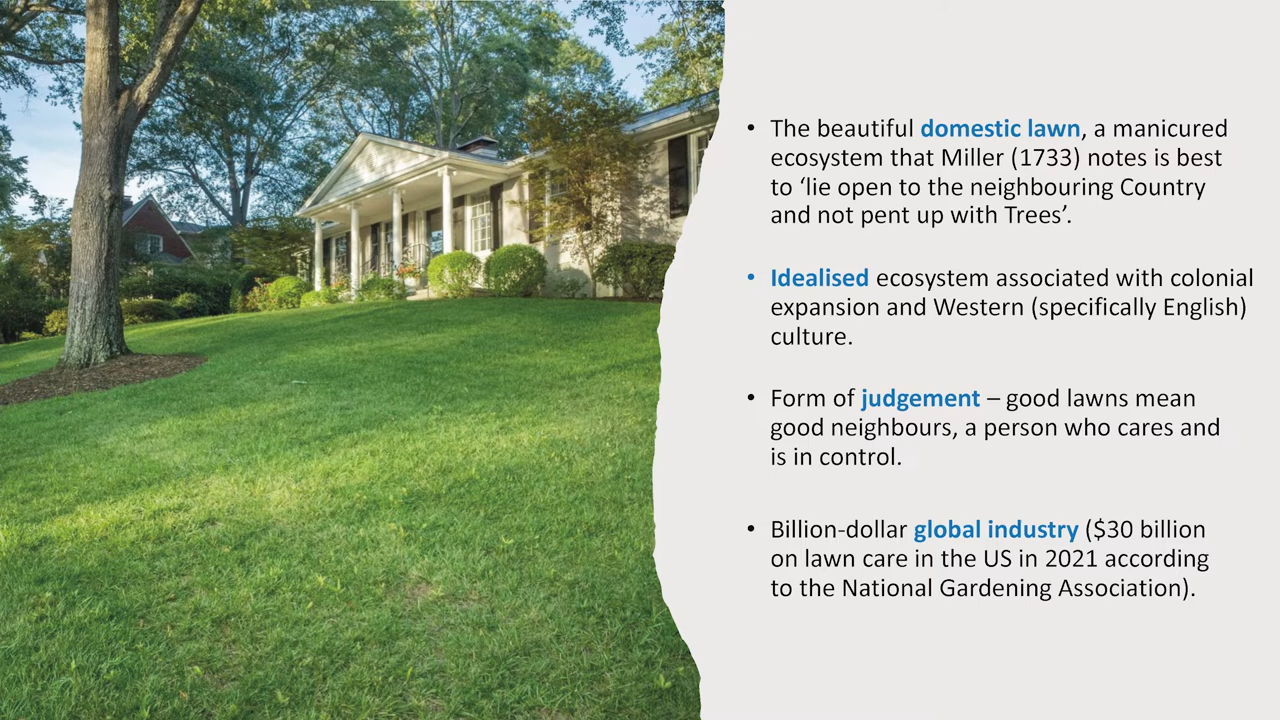 • The beautiful domestic lawn, a manicured
ecosystem that Miller (1733) notes is best
to ‘lie open to the neighbouring Country
and not pent up with Trees’.
• Idealised ecosystem associated with colonial
expansion and Western (specifically English)
culture.
• Form of judgement – good lawns mean
good neighbours, a person who cares and
is in control.
• Billion-dollar global industry ($30 billion
on lawn care in the US in 2021 according
to the National Gardening Association).